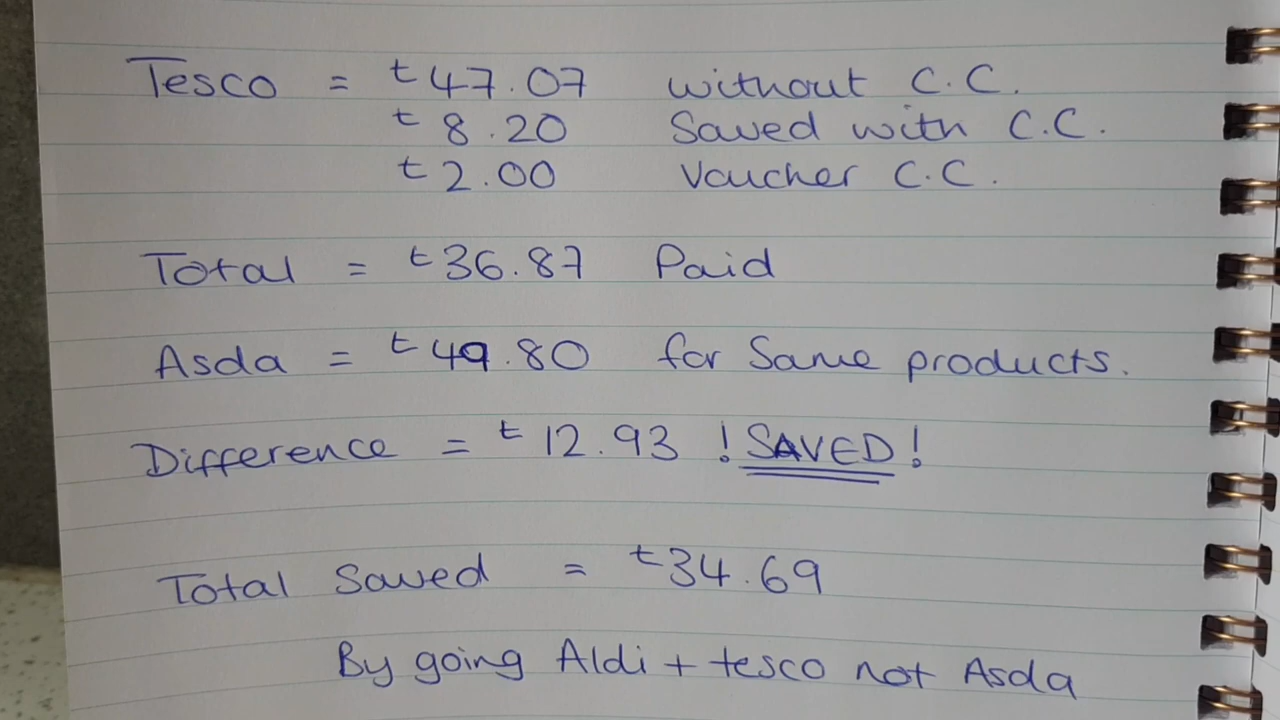 Tesco = £47.07 without C.C.
£8.20 Saved with C.C.
£2.00 Voucher C.C.
Total = £36.87 Paid
Asda = £49.80 for Same products.
Difference = £12.93 ! SAVED !
Total Saved = £34.69
By going Aldi + tesco not Asda